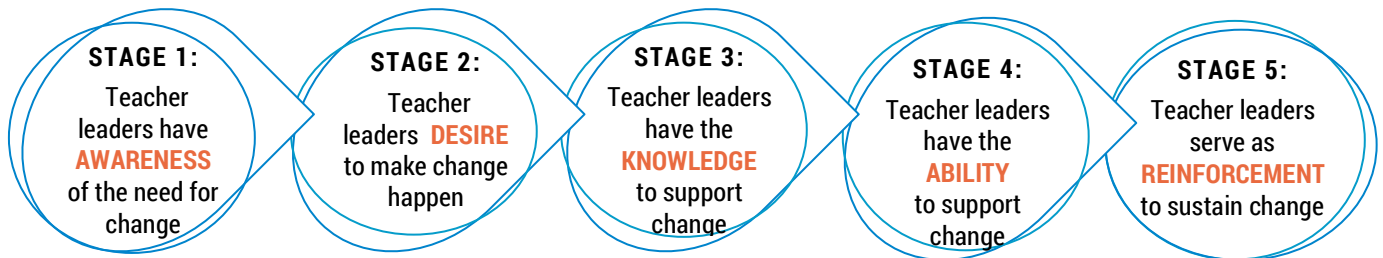 STAGE 1:
Teacher
leaders have
AWARENESS
of the need for
change
STAGE 2:
Teacher
leaders DESIRE
to make change
happen
STAGE 3:
Teacher leaders
have the
KNOWLEDGE
to support
change
STAGE 4:
Teacher leaders
have the
ABILITY
to support
change
STAGE 5:
Teacher leaders
serve as
REINFORCEMENT
to sustain change